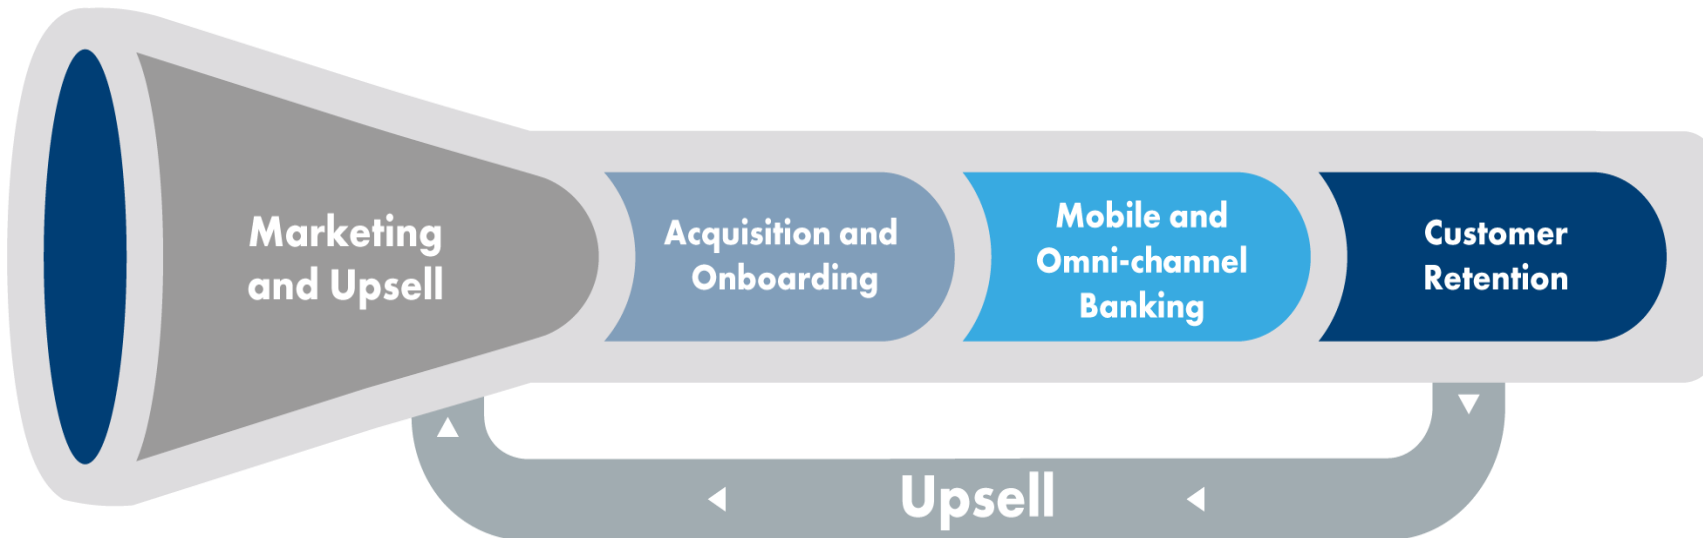 Marketing
and Upsell
Acquisition and
Onboarding
Mobile and
Omni-channel
Banking
Customer
Retention
Upsell